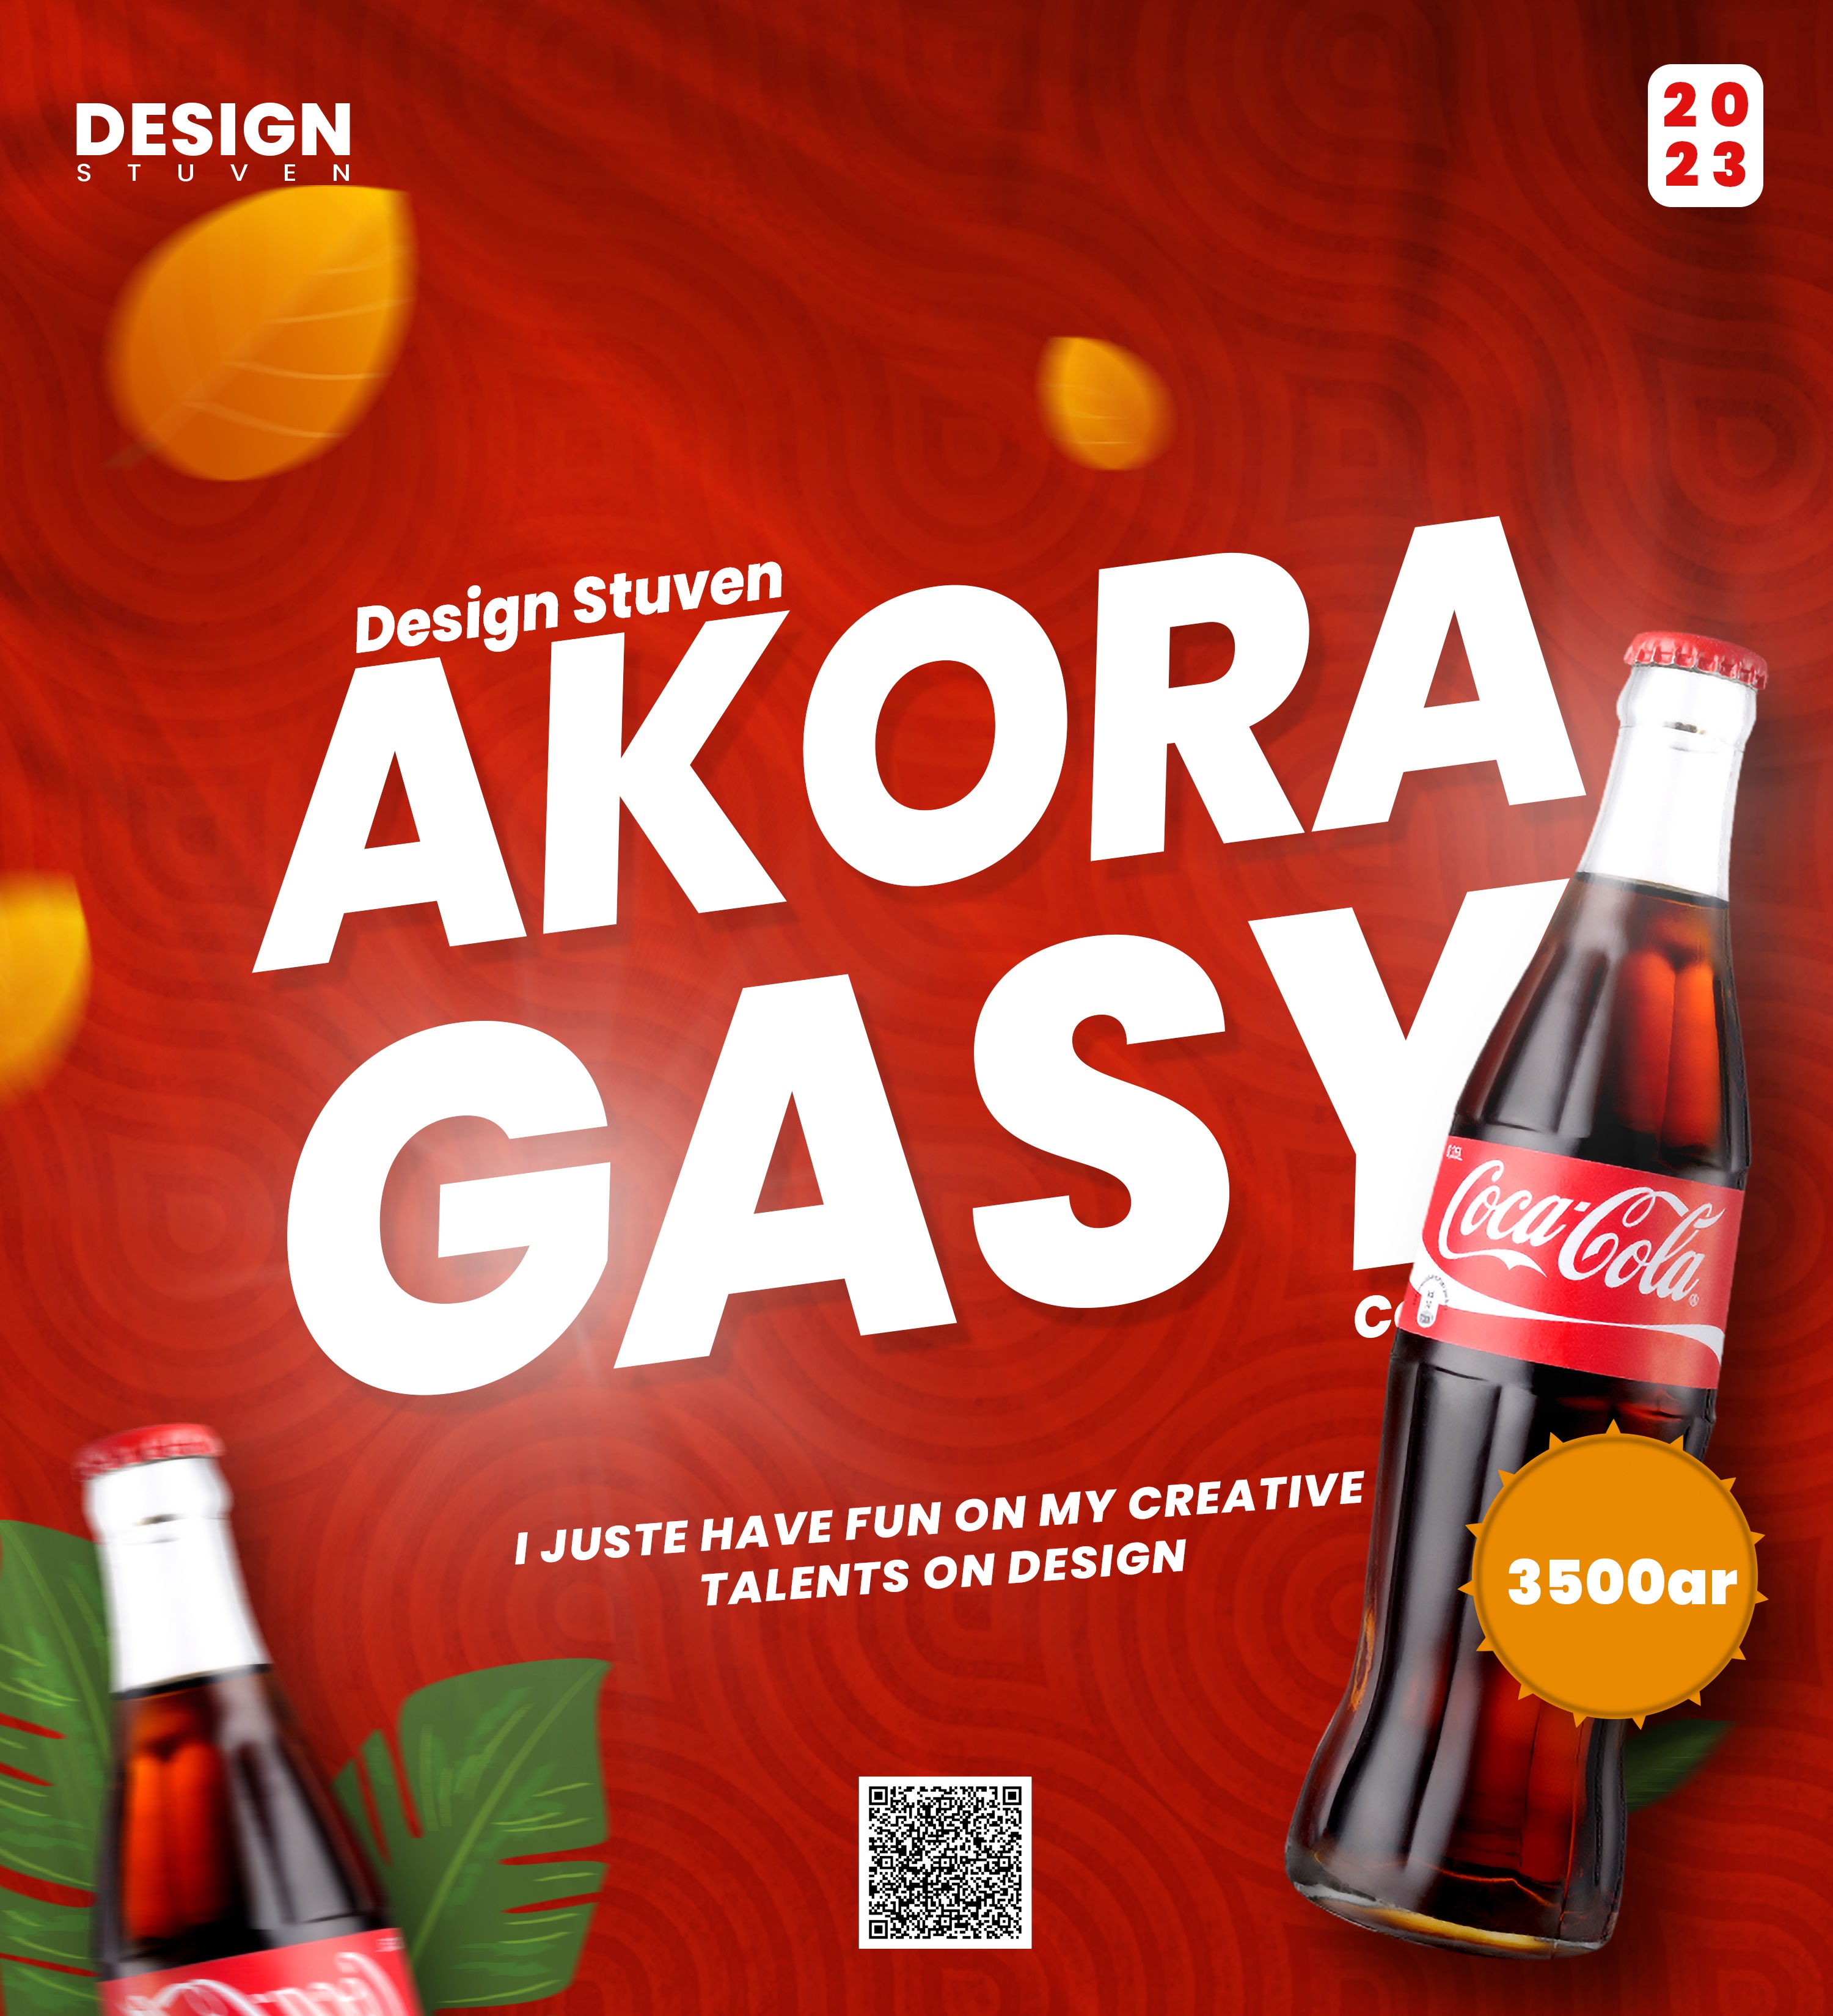 DESIGN
STUVEN
20
23
Design Stuven
AKORA
GASY
Coca-Cola
I JUSTE HAVE FUN ON MY CREATIVE
TALENTS ON DESIGN
3500ar